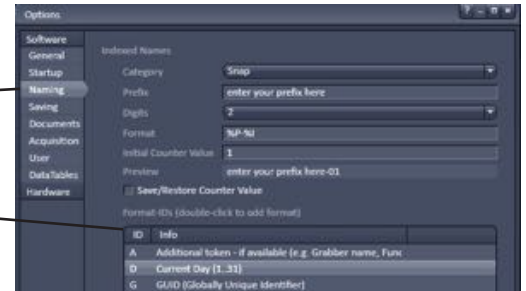 Options
Software
General
Startup
Naming
Saving
Documents
Acquisition
User
DataTables
Hardware
Indexed Names
Category Snap
Prefix enter your prefix here
Digits 2
Format %P-%I
Initial Counter Value 1
Preview enter your prefix here-01
Save/Restore Counter Value
Format-IDs (double-click to add format)
ID Info
A Additional token - if available (e.g. Grabber name, Func
D Current Day (1..31)
G GUID (Globally Unique Identifier)